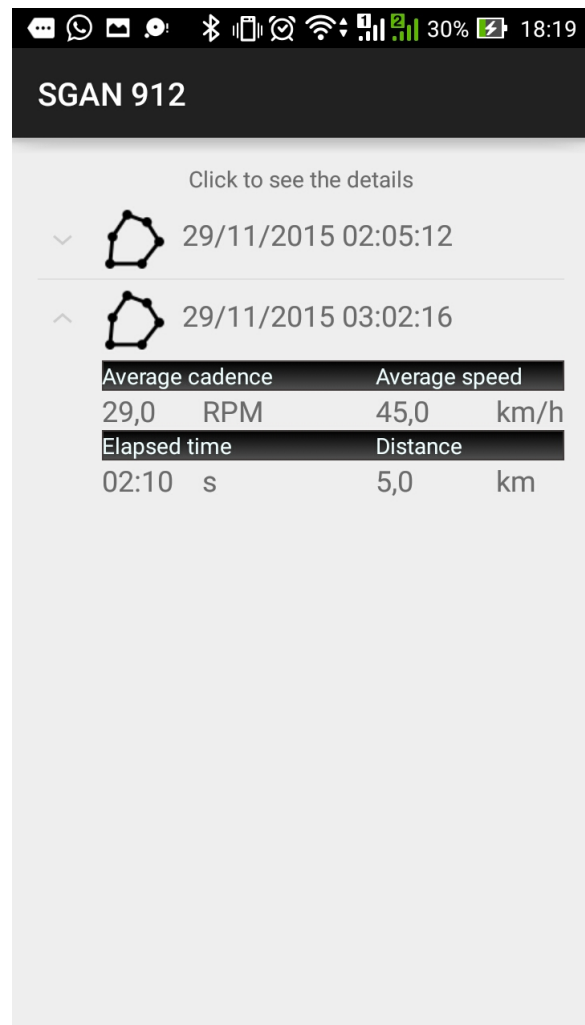 30% 18:19
SGAN 912
Click to see the details
29/11/2015 02:05:12
29/11/2015 03:02:16
Average cadence Average speed
29,0 RPM 45,0 km/h
Elapsed time Distance
02:10 s 5,0 km